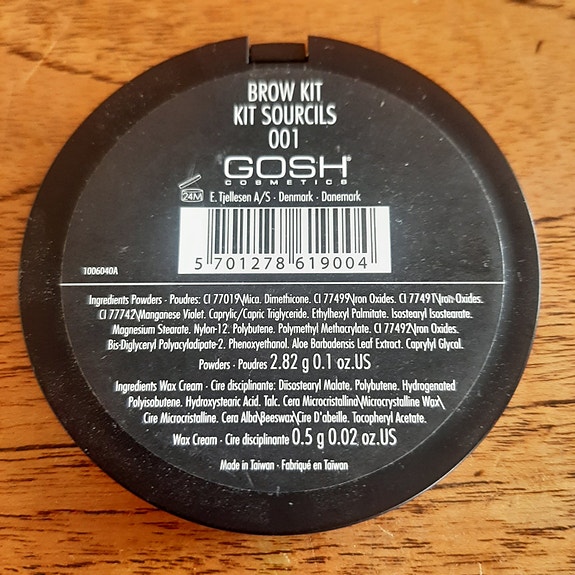 BROW KIT
KIT SOURCILS
001
GOSH
COSMETICS
24M E. Tjellesen A/S · Denmark · Danemark
5 701278 619004
1006040A
Ingredients Powders - Poudres: CI 77019\Mica. Dimethicone. CI 77499\Iron Oxides. CI 77491\Iron Oxides.
CI 77742\Manganese Violet. Caprylic/Capric Triglyceride. Ethylhexyl Palmitate. Isostearyl Isostearate.
Magnesium Stearate. Nylon-12. Polybutene. Polymethyl Methacrylate. CI 77492\Iron Oxides.
Bis-Diglyceryl Polyacyladipate-2. Phenoxyethanol. Aloe Barbadensis Leaf Extract. Caprylyl Glycol.
Powders - Poudres 2.82 g 0.1 oz.US
Ingredients Wax Cream - Cire disciplinante: Diisostearyl Malate. Polybutene. Hydrogenated
Polyisobutene. Hydroxystearic Acid. Talc. Cera Microcristallina\Microcrystalline Wax\
Cire Microcristalline. Cera Alba\Beeswax\Cire D'abeille. Tocopheryl Acetate.
Wax Cream - Cire disciplinante 0.5 g 0.02 oz.US
Made in Taiwan - Fabriqué en Taïwan